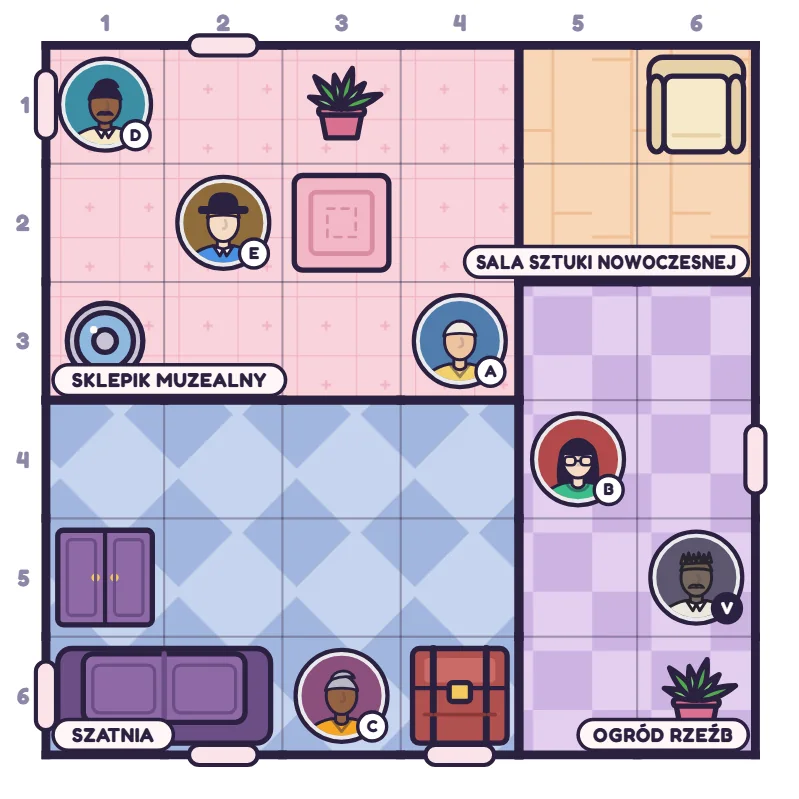 1 2 3 4 5 6
1
D
2
E
SALA SZTUKI NOWOCZESNEJ
3
A
SKLEPIK MUZEALNY
4
B
5
V
6
C
SZATNIA
OGRÓD RZEŹB